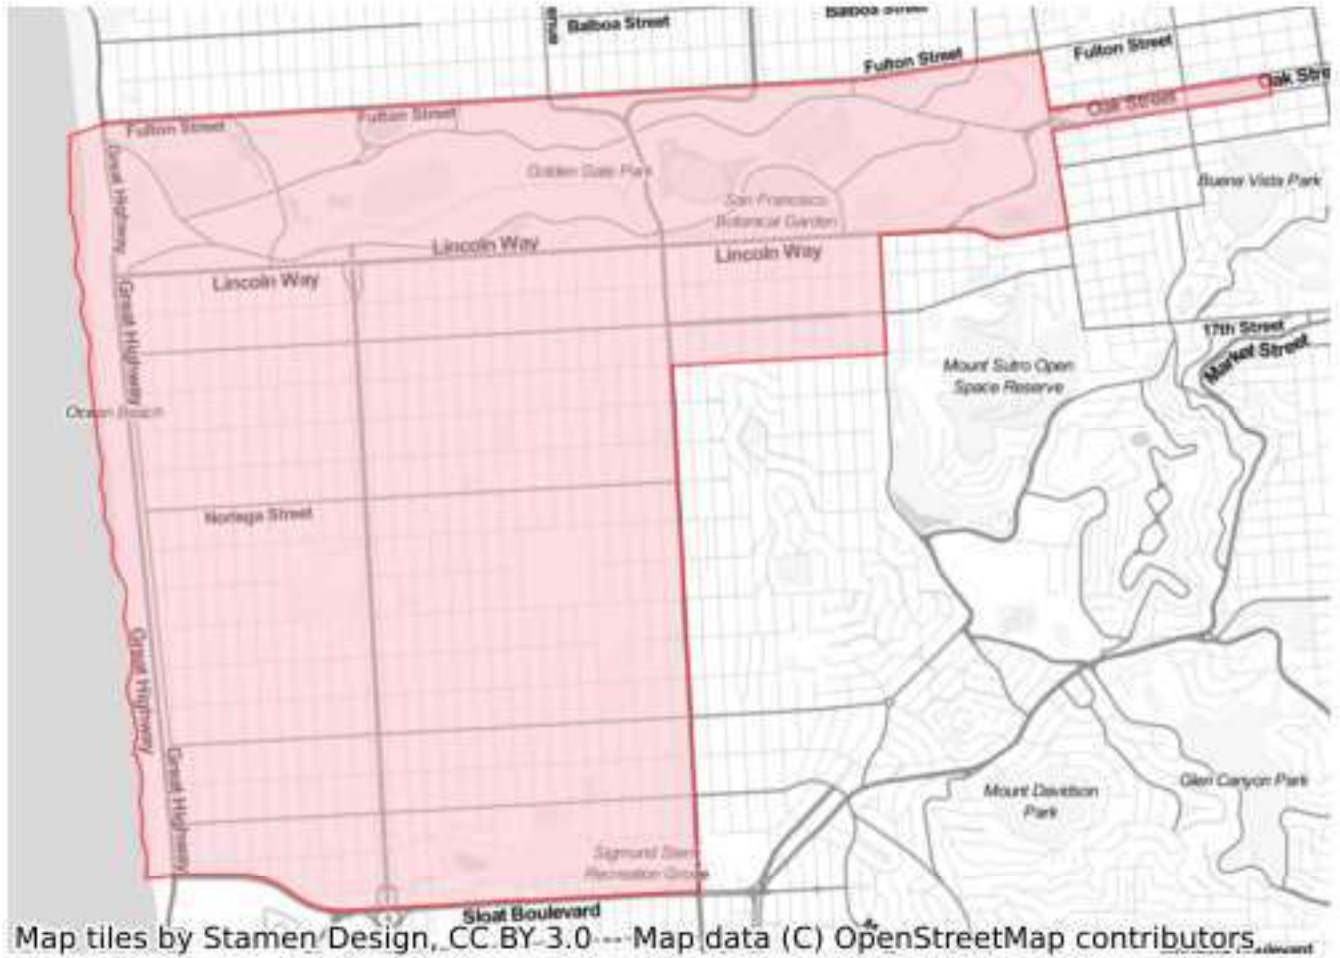 Balboa Street
Balboa Street
Fulton Street
Fulton Street
Oak Stre
Oak Street
Fulton Street
Fulton Street
Great Highway
Golden Gate Park
Buena Vista Park
San Francisco
Botanical Garden
Lincoln Way
Lincoln Way
Lincoln Way
Great Highway
17th Street
Market Street
Mount Sutro Open
Space Reserve
Ocean Beach
Noriega Street
Great Highway
Great Highway
Mount Davidson
Park
Glen Canyon Park
Sigmund Stern
Recreation Grove
Sloat Boulevard
Map tiles by Stamen Design, CC BY 3.0 -- Map data (C) OpenStreetMap contributors